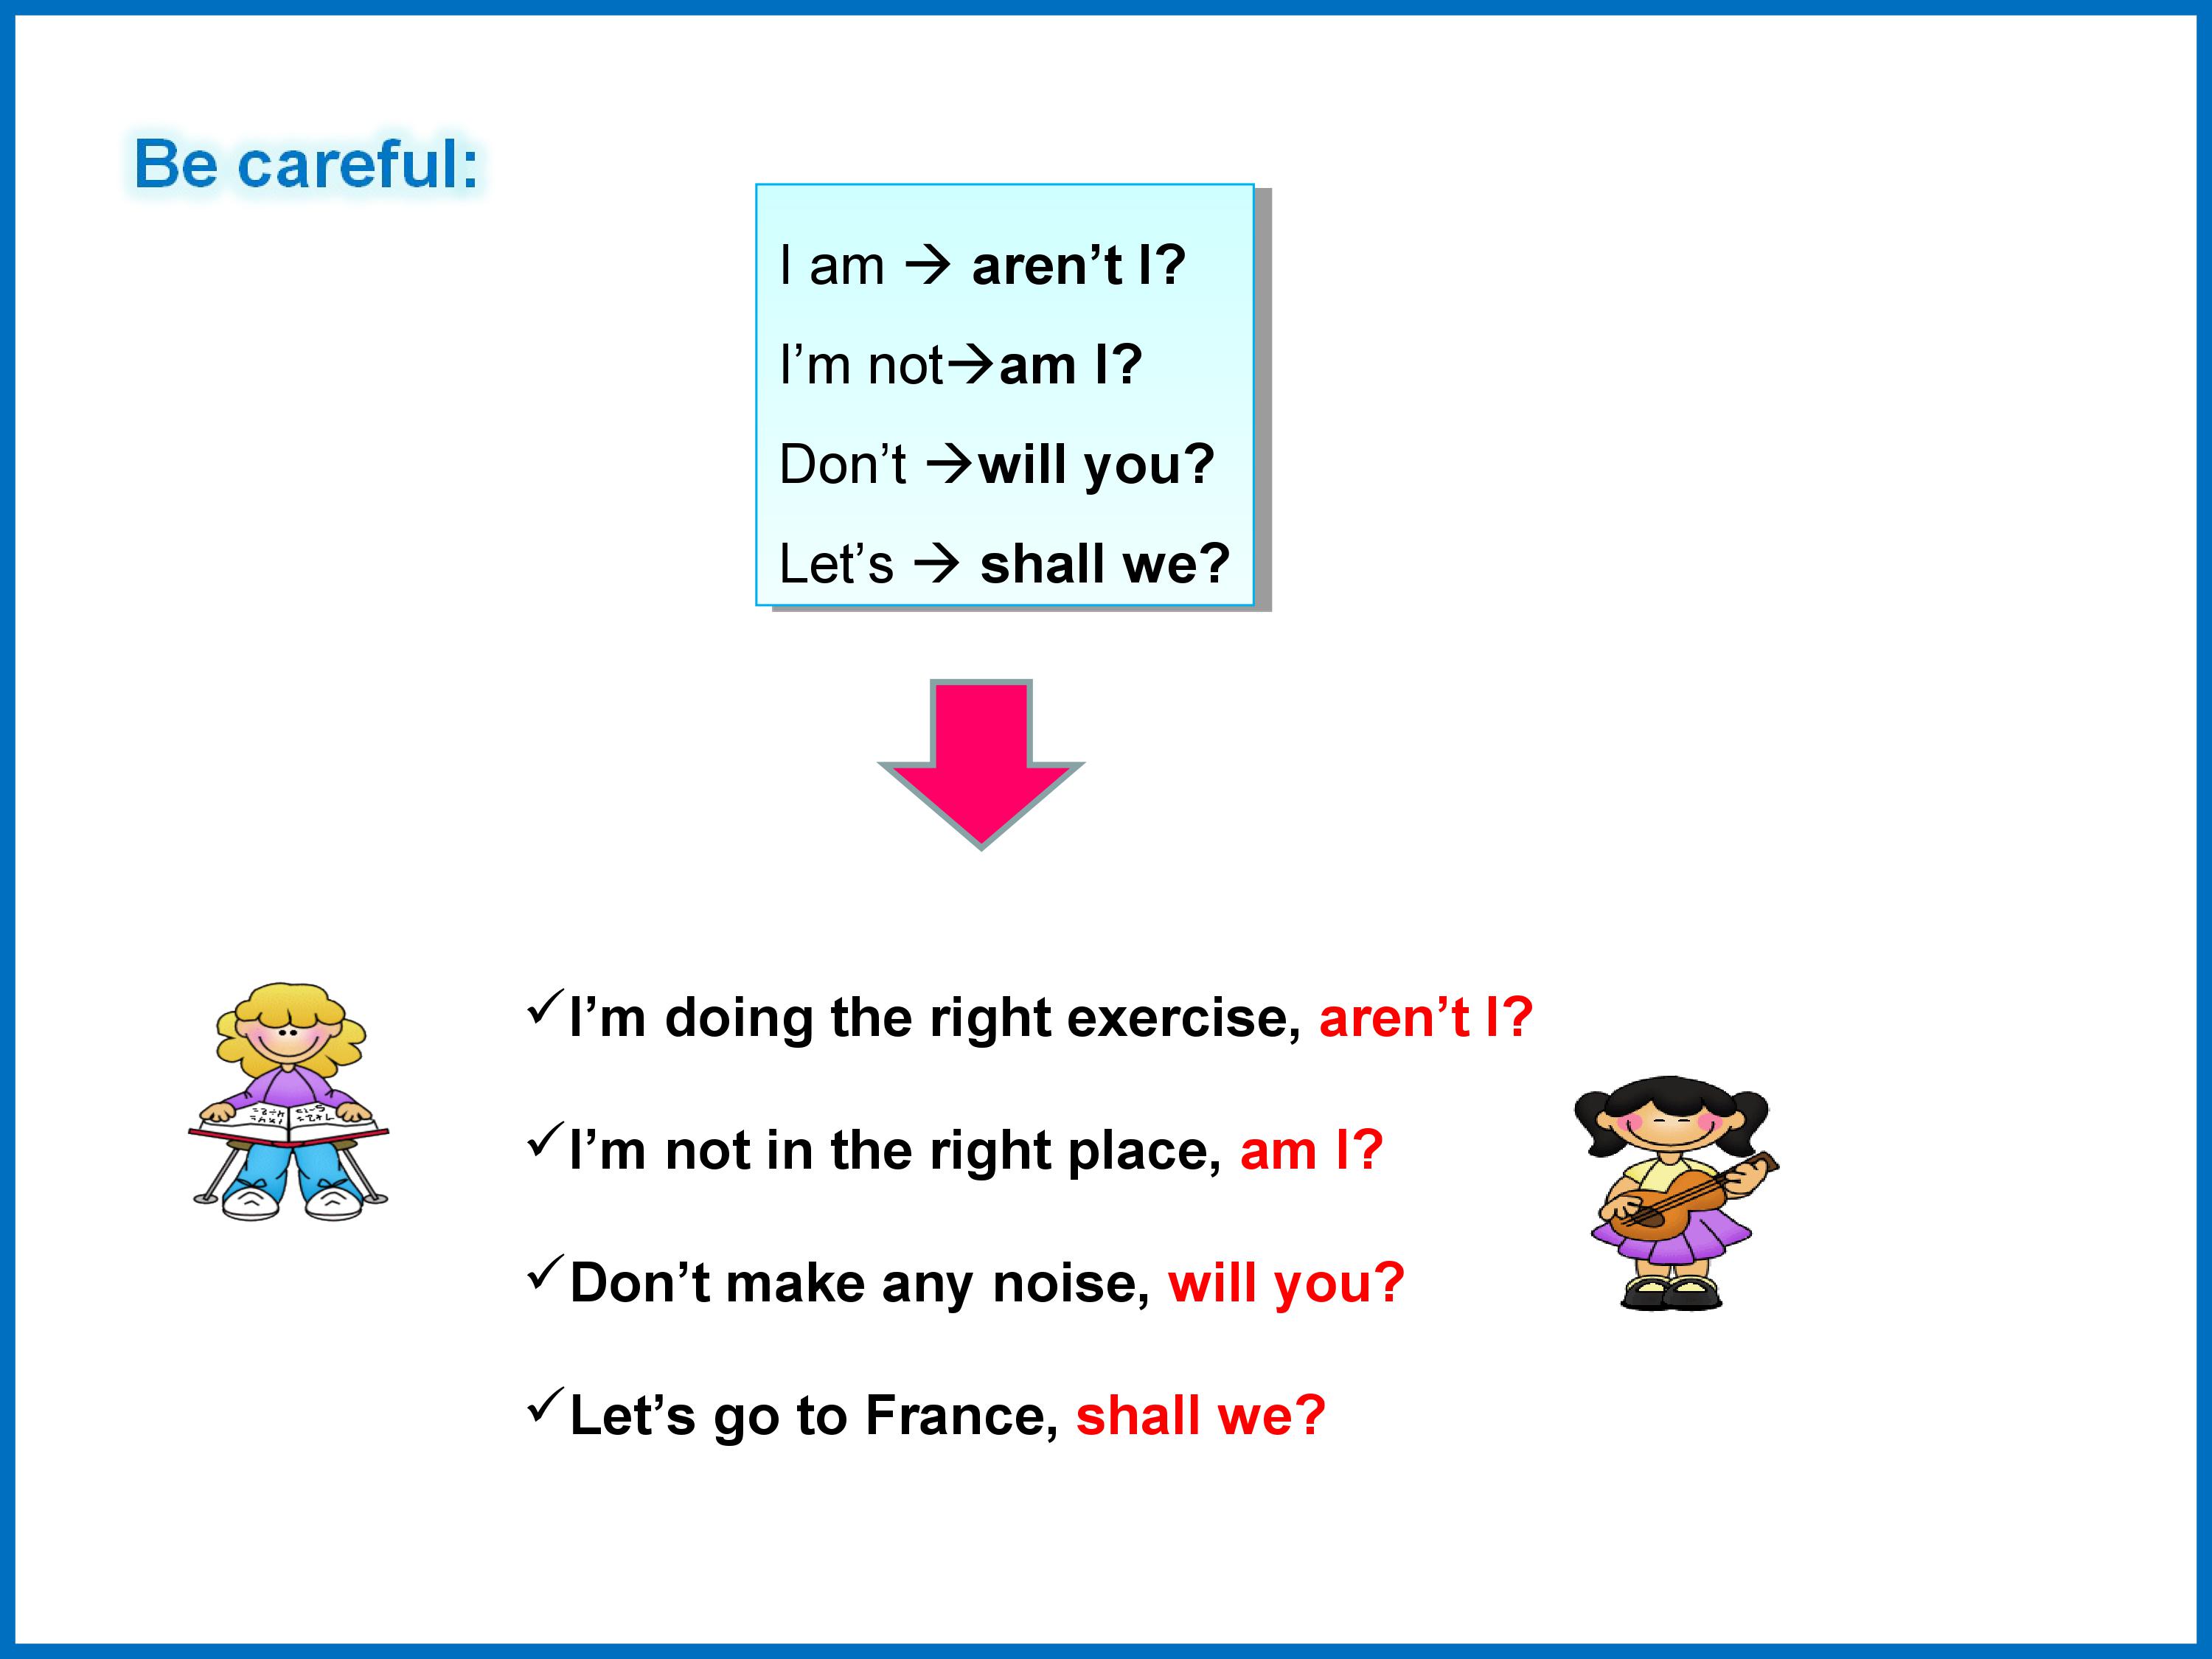 Be careful:
I am → aren’t I?
I’m not→am I?
Don’t →will you?
Let’s → shall we?
✓I’m doing the right exercise, aren’t I?
✓I’m not in the right place, am I?
✓Don’t make any noise, will you?
✓Let’s go to France, shall we?